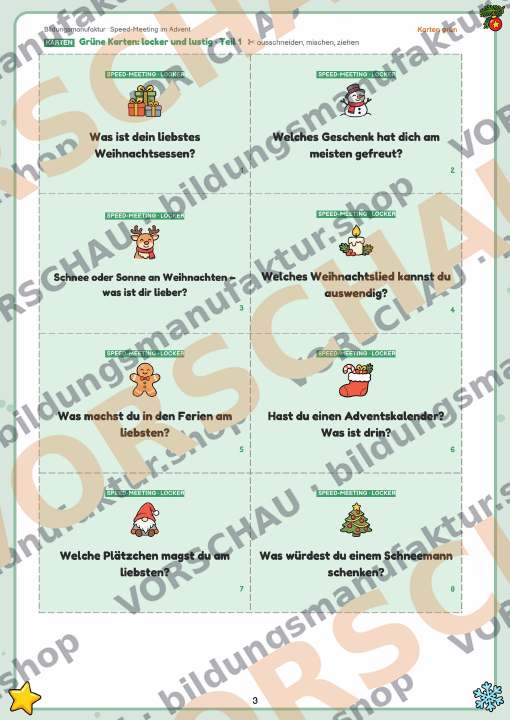 Bildungsmanufaktur · Speed-Meeting im Advent
Karten grün
KARTEN Grüne Karten: locker und lustig · Teil 1 ✂ ausschneiden, mischen, ziehen
SPEED-MEETING · LOCKER
Was ist dein liebstes
Weihnachtsessen?
1
SPEED-MEETING · LOCKER
Welches Geschenk hat dich am
meisten gefreut?
2
SPEED-MEETING · LOCKER
Schnee oder Sonne an Weihnachten –
was ist dir lieber?
3
SPEED-MEETING · LOCKER
Welches Weihnachtslied kannst du
auswendig?
4
SPEED-MEETING · LOCKER
Was machst du in den Ferien am
liebsten?
5
SPEED-MEETING · LOCKER
Hast du einen Adventskalender?
Was ist drin?
6
SPEED-MEETING · LOCKER
Welche Plätzchen magst du am
liebsten?
7
SPEED-MEETING · LOCKER
Was würdest du einem Schneemann
schenken?
8
3
VORSCHAU · bildungsmanufaktur.shop
VORSCHAU